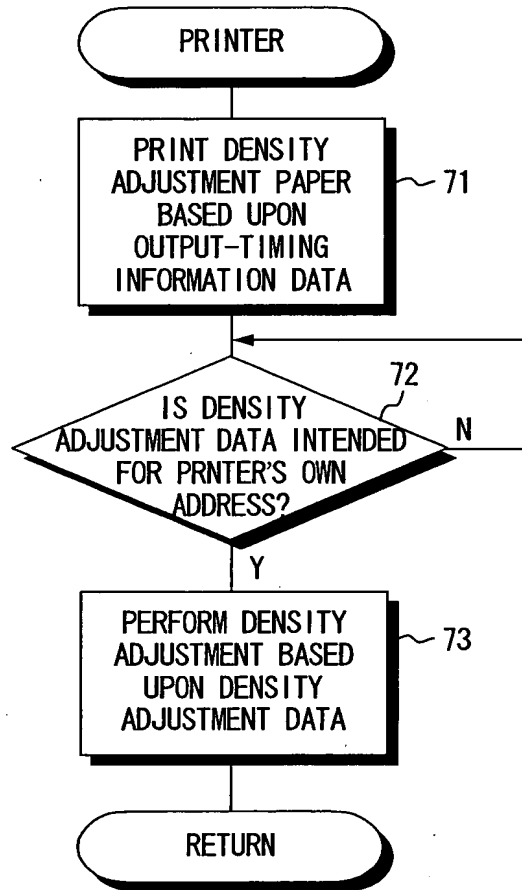 PRINTER
PRINT DENSITY
ADJUSTMENT PAPER
BASED UPON
OUTPUT-TIMING
INFORMATION DATA
71
72
IS DENSITY
ADJUSTMENT DATA INTENDED
FOR PRNTER'S OWN
ADDRESS?
N
Y
PERFORM DENSITY
ADJUSTMENT BASED
UPON DENSITY
ADJUSTMENT DATA
73
RETURN